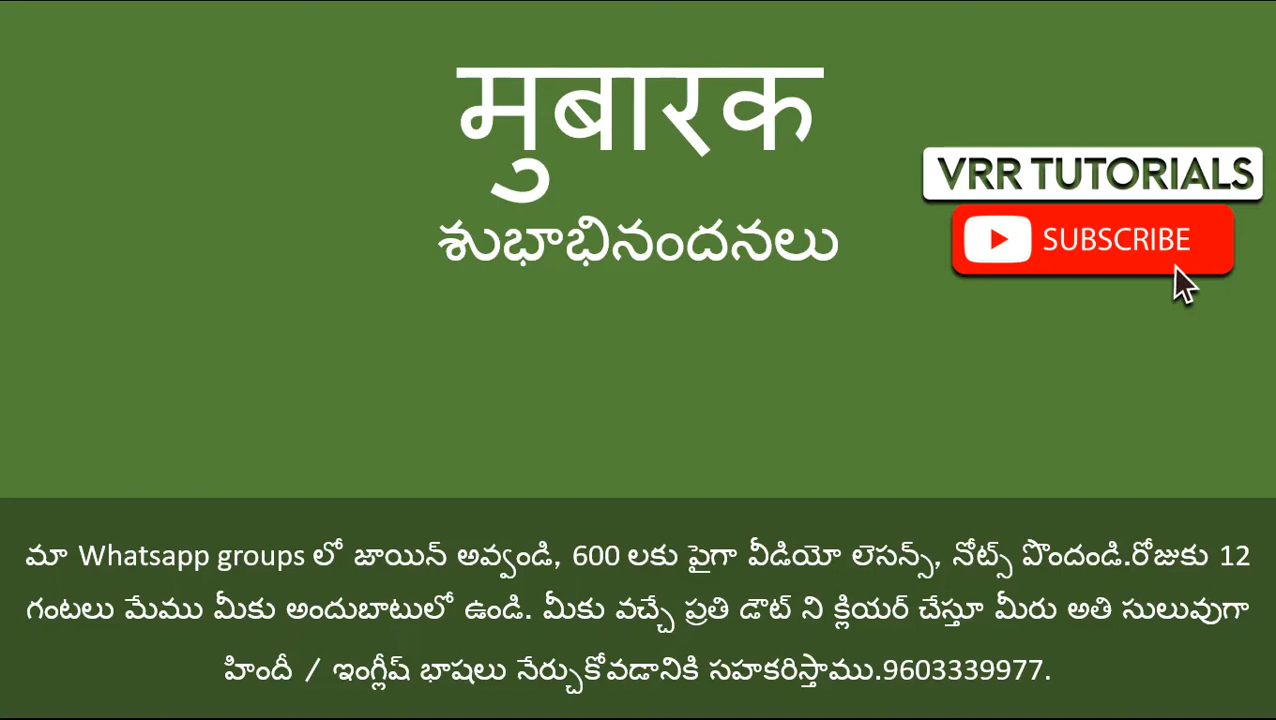 मुबारक
VRR TUTORIALS
శుభాభినందనలు
SUBSCRIBE
మా Whatsapp groups లో జాయిన్ అవ్వండి, 600 లకు పైగా వీడియో లెసన్స్, నోట్స్ పొందండి.రోజుకు 12
గంటలు మేము మీకు అందుబాటులో ఉండి. మీకు వచ్చే ప్రతి డౌట్ ని క్లియర్ చేస్తూ మీరు అతి సులువుగా
హిందీ / ఇంగ్లీష్ భాషలు నేర్చుకోవడానికి సహకరిస్తాము.9603339977.